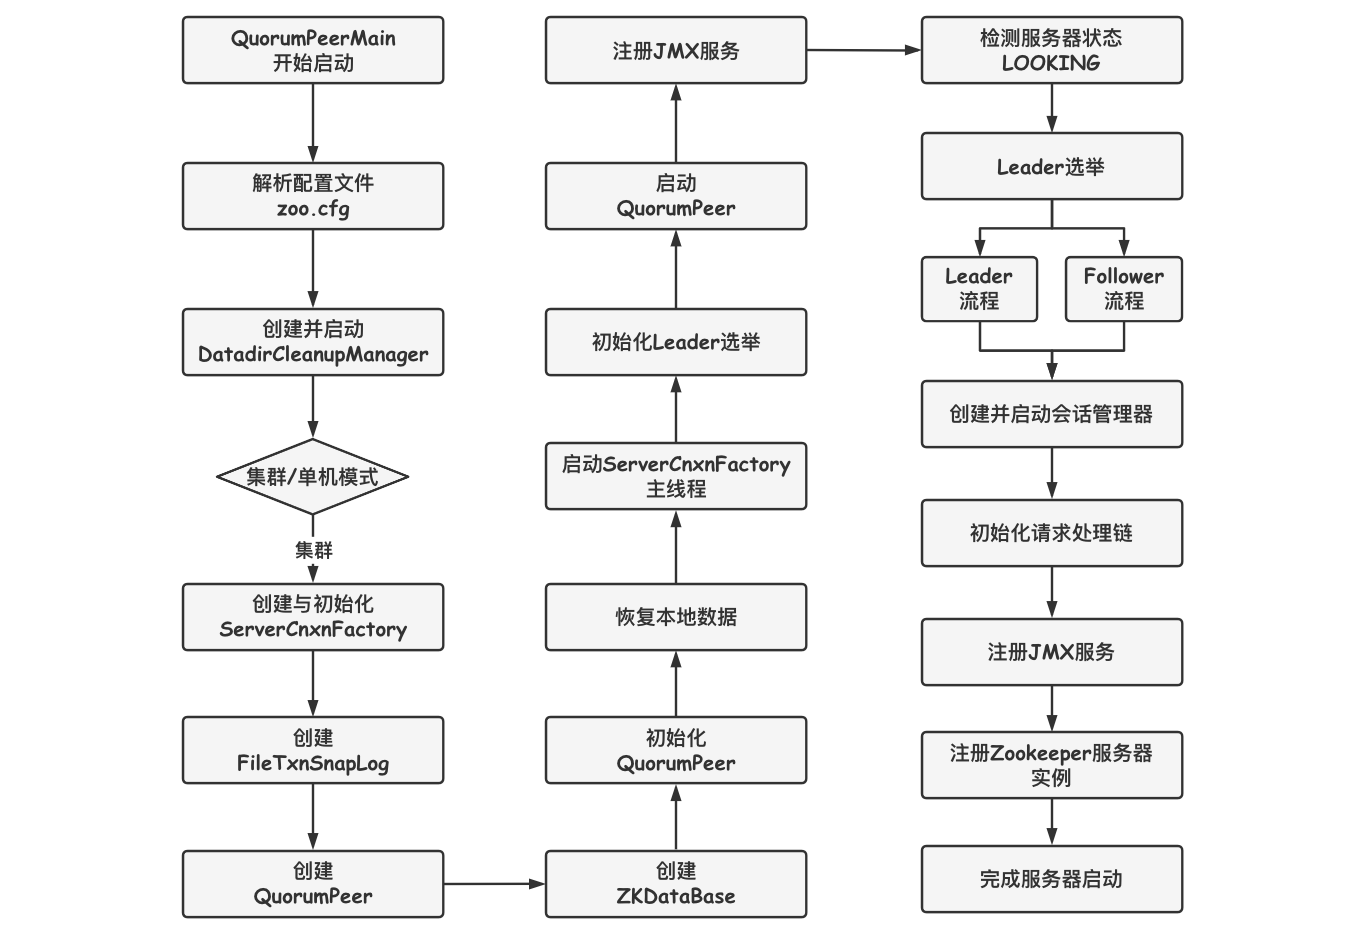 QuorumPeerMain
开始启动
解析配置文件
zoo.cfg
创建并启动
DatadirCleanupManager
集群/单机模式
集群
创建与初始化
ServerCnxnFactory
创建
FileTxnSnapLog
创建
QuorumPeer
创建
ZKDataBase
初始化
QuorumPeer
恢复本地数据
启动ServerCnxnFactory
主线程
初始化Leader选举
启动
QuorumPeer
注册JMX服务
检测服务器状态
LOOKING
Leader选举
Leader
流程
Follower
流程
创建并启动会话管理器
初始化请求处理链
注册JMX服务
注册Zookeeper服务器
实例
完成服务器启动